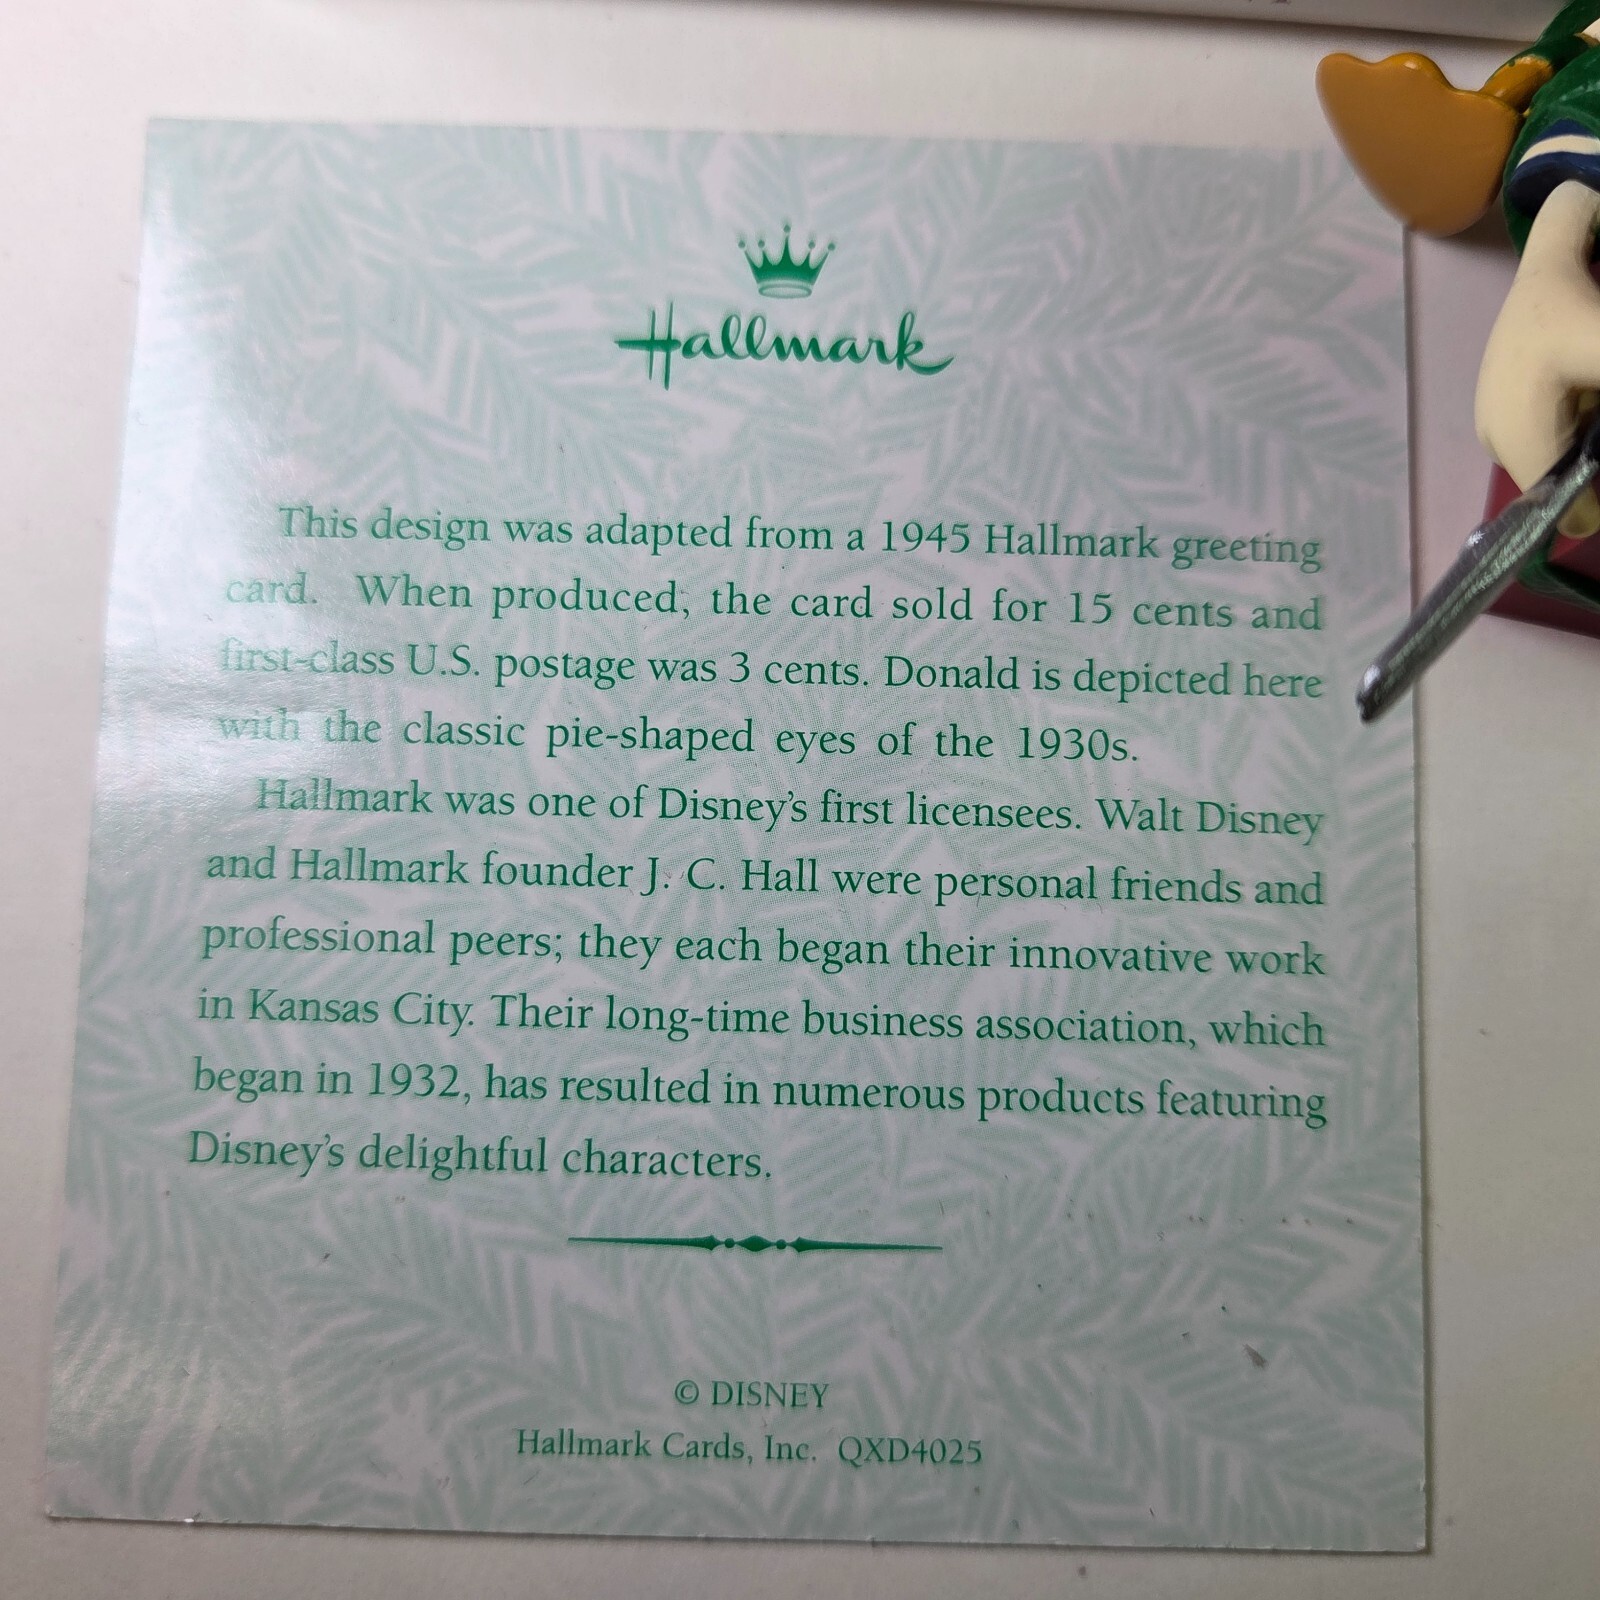 Hallmark
This design was adapted from a 1945 Hallmark greeting
card. When produced, the card sold for 15 cents and
first-class U.S. postage was 3 cents. Donald is depicted here
with the classic pie-shaped eyes of the 1930s.
Hallmark was one of Disney's first licensees. Walt Disney
and Hallmark founder J. C. Hall were personal friends and
professional peers; they each began their innovative work
in Kansas City. Their long-time business association, which
began in 1932, has resulted in numerous products featuring
Disney's delightful characters.
© DISNEY
Hallmark Cards, Inc. QXD4025